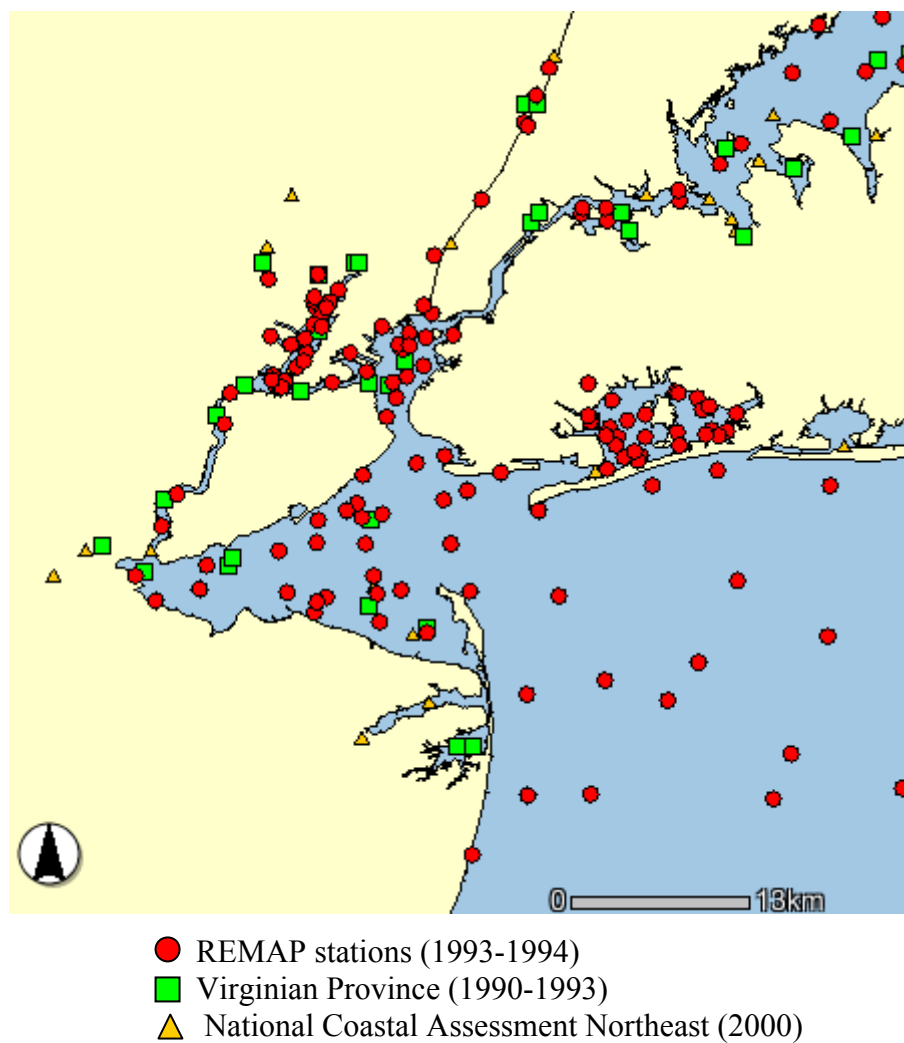 0 13km
REMAP stations (1993-1994)
Virginian Province (1990-1993)
National Coastal Assessment Northeast (2000)